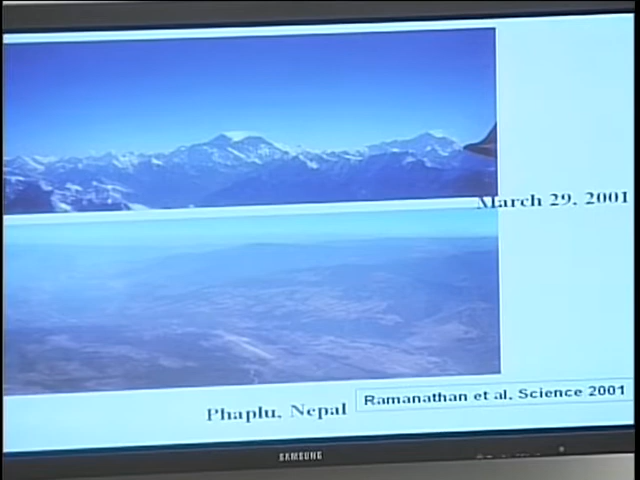 March 29, 2001
Phaplu, Nepal
Ramanathan et al. Science 2001
SAMSUNG